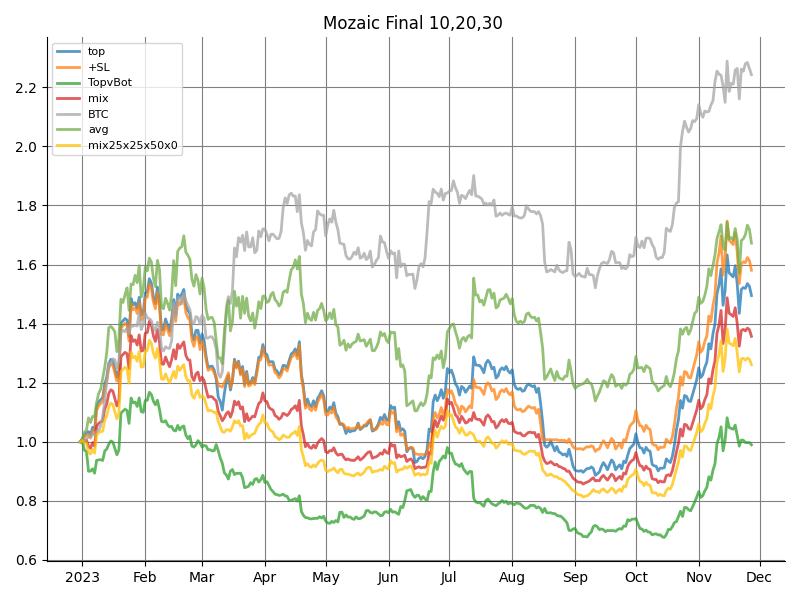 Mozaic Final 10,20,30
top
+SL
TopvBot
mix
BTC
avg
mix25x25x50x0
2.2
2.0
1.8
1.6
1.4
1.2
1.0
0.8
0.6
2023 Feb Mar Apr May Jun Jul Aug Sep Oct Nov Dec